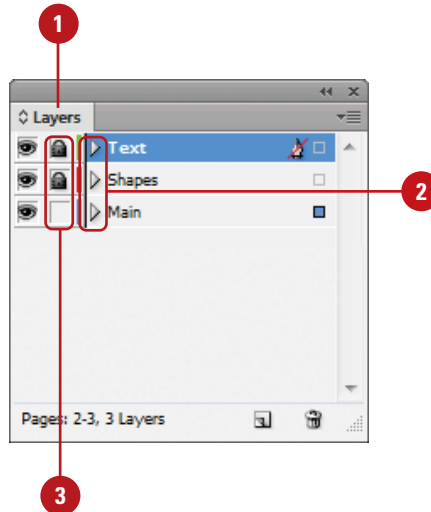 1
Layers
Text
Shapes
2
Main
Pages: 2-3, 3 Layers
3